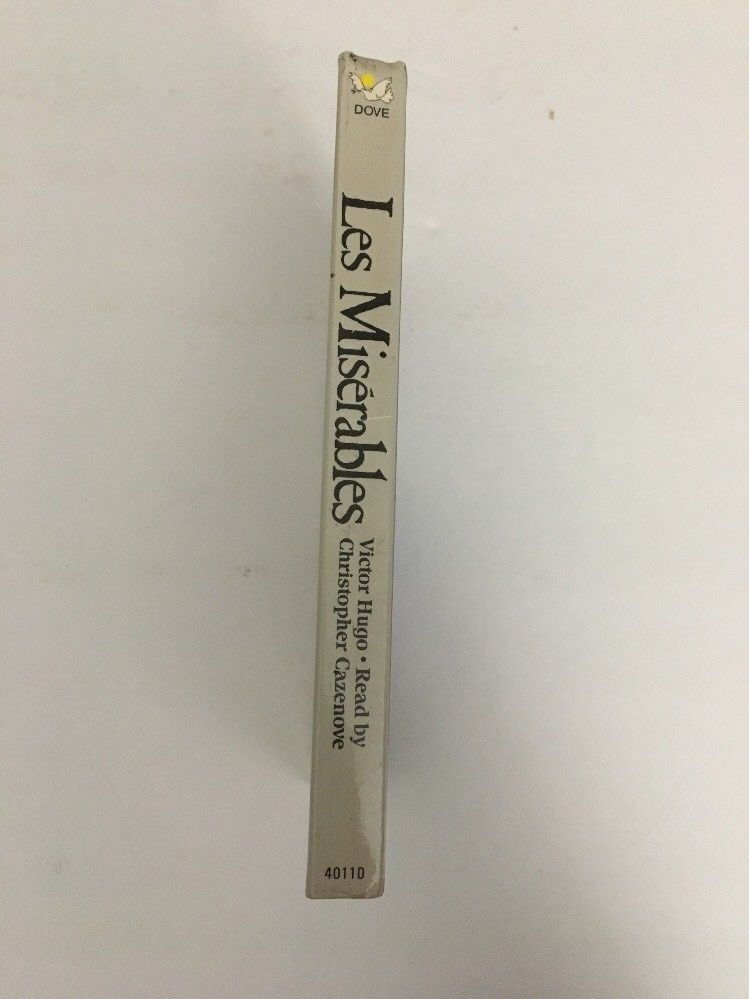 DOVE
Les Misérables
Victor Hugo • Read by
Christopher Cazenove
40110